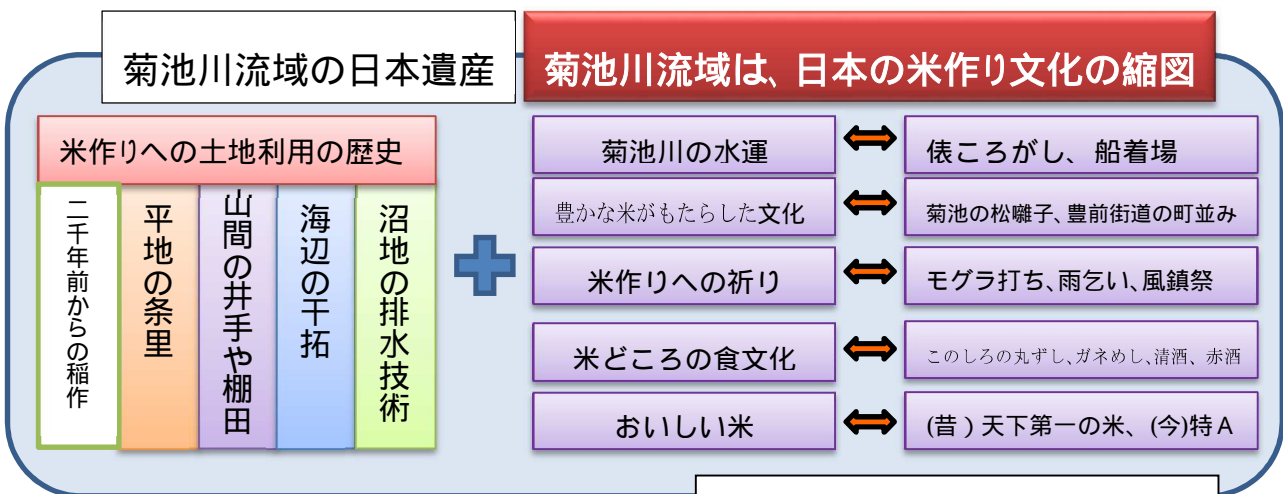 菊池川流域の日本遺産
菊池川流域は、日本の米作り文化の縮図
米作りへの土地利用の歴史
二千年前からの稲作
平地の条里
山間の井手や棚田
海辺の干拓
沼地の排水技術
菊池川の水運
俵ころがし、船着場
豊かな米がもたらした文化
菊池の松囃子、豊前街道の町並み
米作りへの祈り
モグラ打ち、雨乞い、風鎮祭
米どころの食文化
このしろの丸ずし、ガネめし、清酒、赤酒
おいしい米
(昔）天下第一の米、(今)特A